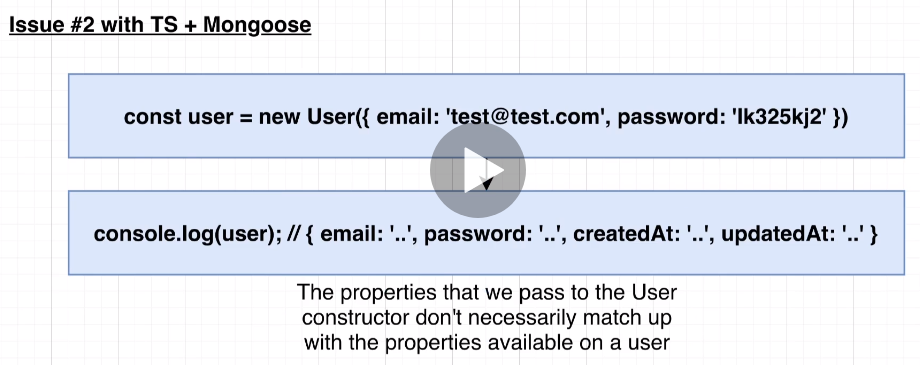 Issue #2 with TS + Mongoose
const user = new User({ email: 'test@test.com', password: 'lk325kj2' })
console.log(user); // { email: '..', password: '..', createdAt: '..', updatedAt: '..' }
The properties that we pass to the User
constructor don't necessarily match up
with the properties available on a user